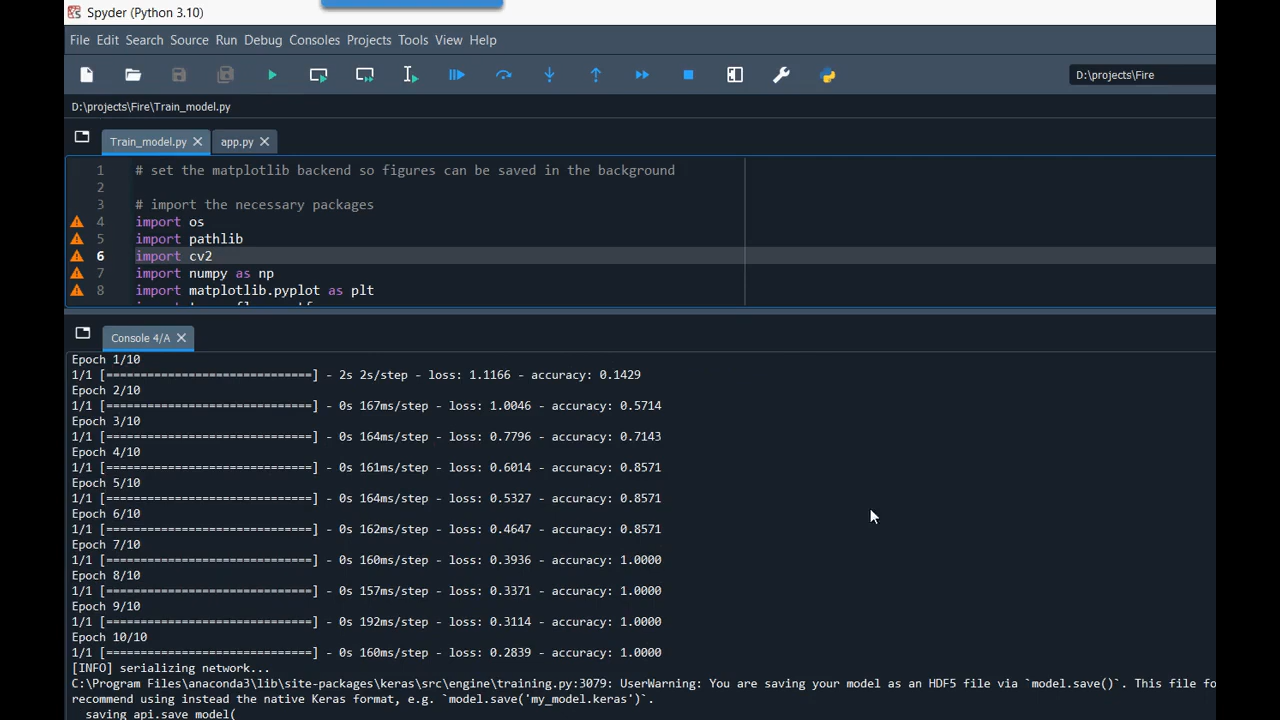 Spyder (Python 3.10)
File Edit Search Source Run Debug Consoles Projects Tools View Help
D:\projects\Fire
D:\projects\Fire\Train_model.py
Train_model.py app.py
1 # set the matplotlib backend so figures can be saved in the background
2
3 # import the necessary packages
4 import os
5 import pathlib
6 import cv2
7 import numpy as np
8 import matplotlib.pyplot as plt
Console 4/A
Epoch 1/10
1/1 [==============================] - 2s 2s/step - loss: 1.1166 - accuracy: 0.1429
Epoch 2/10
1/1 [==============================] - 0s 167ms/step - loss: 1.0046 - accuracy: 0.5714
Epoch 3/10
1/1 [==============================] - 0s 164ms/step - loss: 0.7796 - accuracy: 0.7143
Epoch 4/10
1/1 [==============================] - 0s 161ms/step - loss: 0.6014 - accuracy: 0.8571
Epoch 5/10
1/1 [==============================] - 0s 164ms/step - loss: 0.5327 - accuracy: 0.8571
Epoch 6/10
1/1 [==============================] - 0s 162ms/step - loss: 0.4647 - accuracy: 0.8571
Epoch 7/10
1/1 [==============================] - 0s 160ms/step - loss: 0.3936 - accuracy: 1.0000
Epoch 8/10
1/1 [==============================] - 0s 157ms/step - loss: 0.3371 - accuracy: 1.0000
Epoch 9/10
1/1 [==============================] - 0s 192ms/step - loss: 0.3114 - accuracy: 1.0000
Epoch 10/10
1/1 [==============================] - 0s 160ms/step - loss: 0.2839 - accuracy: 1.0000
[INFO] serializing network...
C:\Program Files\anaconda3\lib\site-packages\keras\src\engine\training.py:3079: UserWarning: You are saving your model as an HDF5 file via `model.save()`. This file fo
recommend using instead the native Keras format, e.g. `model.save('my_model.keras')`.
saving_api.save_model(